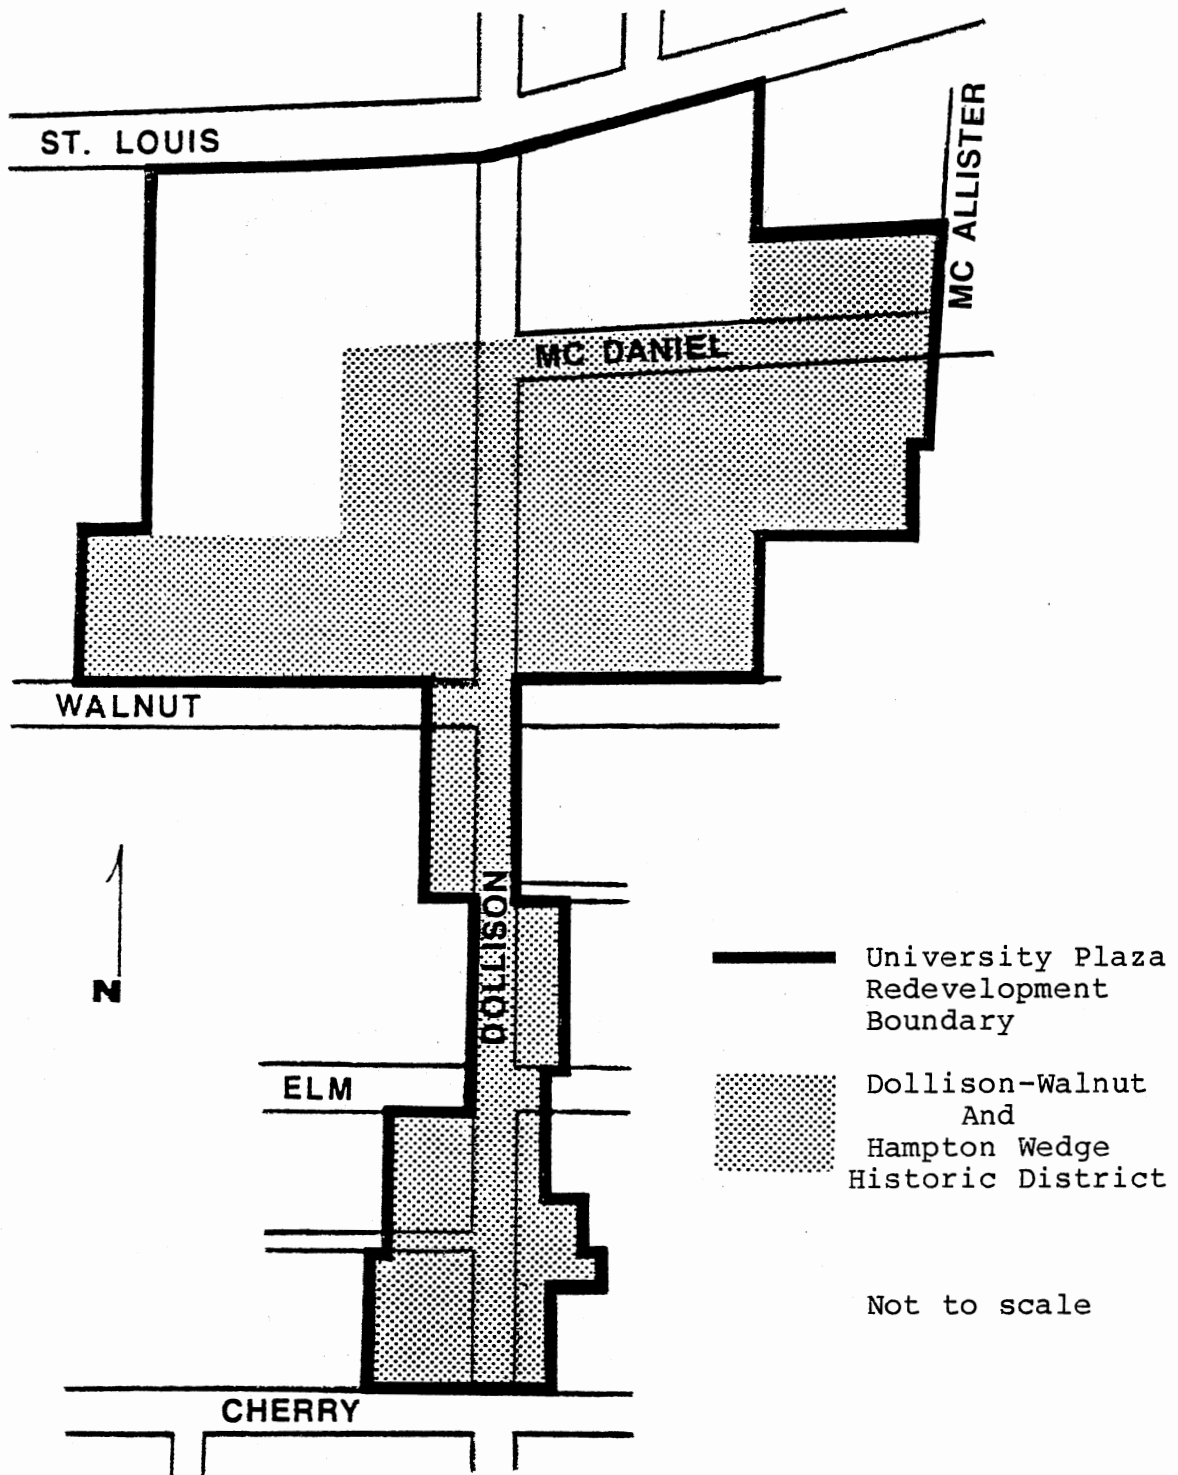 ST. LOUIS
MC ALLISTER
MC DANIEL
WALNUT
DOLLISON
N
ELM
CHERRY
University Plaza
Redevelopment
Boundary
Dollison-Walnut
And
Hampton Wedge
Historic District
Not to scale